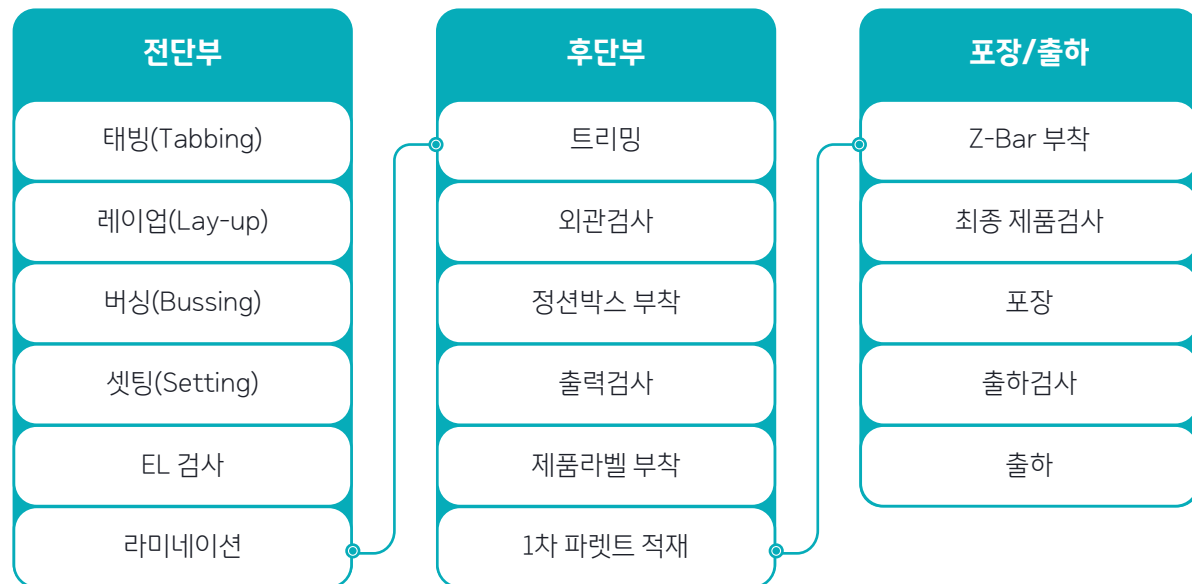 전단부
태빙(Tabbing)
레이업(Lay-up)
버싱(Bussing)
셋팅(Setting)
EL 검사
라미네이션
후단부
트리밍
외관검사
정션박스 부착
출력검사
제품라벨 부착
1차 파렛트 적재
포장/출하
Z-Bar 부착
최종 제품검사
포장
출하검사
출하